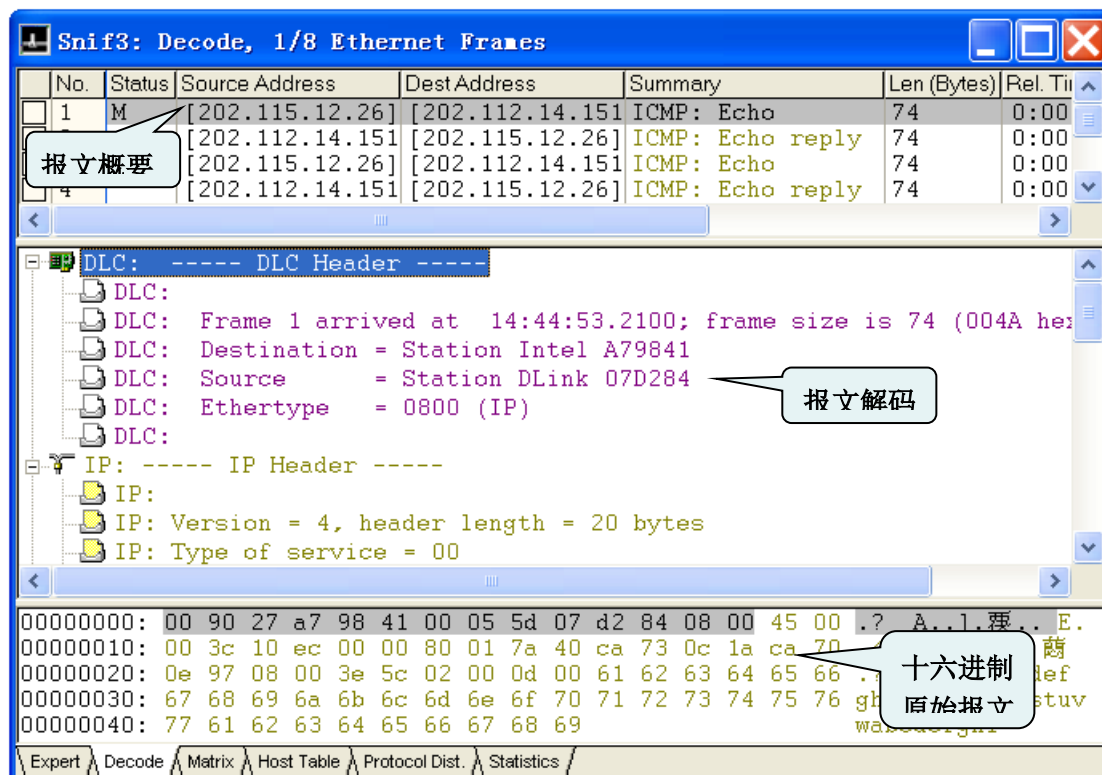 Snif3: Decode, 1/8 Ethernet Frames
No. Status Source Address Dest Address Summary Len (Bytes) Rel. Ti
1 M [202.115.12.26] [202.112.14.151 ICMP: Echo 74 0:00
[202.112.14.151 [202.115.12.26] ICMP: Echo reply 74 0:00
[202.115.12.26] [202.112.14.151 ICMP: Echo 74 0:00
4 [202.112.14.151 [202.115.12.26] ICMP: Echo reply 74 0:00
报文概要
DLC: ----- DLC Header -----
DLC:
DLC: Frame 1 arrived at 14:44:53.2100; frame size is 74 (004A hex
DLC: Destination = Station Intel A79841
DLC: Source = Station DLink 07D284
DLC: Ethertype = 0800 (IP)
DLC:
报文解码
IP: ----- IP Header -----
IP:
IP: Version = 4, header length = 20 bytes
IP: Type of service = 00
00000000: 00 90 27 a7 98 41 00 05 5d 07 d2 84 08 00 45 00 .? A..].覄.. E.
00000010: 00 3c 10 ec 00 00 80 01 7a 40 ca 73 0c 1a ca 70
00000020: 0e 97 08 00 3e 5c 02 00 0d 00 61 62 63 64 65 66 def
00000030: 67 68 69 6a 6b 6c 6d 6e 6f 70 71 72 73 74 75 76 gh stuv
00000040: 77 61 62 63 64 65 66 67 68 69 wabcdefghi
十六进制
原始报文
Expert Decode Matrix Host Table Protocol Dist. Statistics